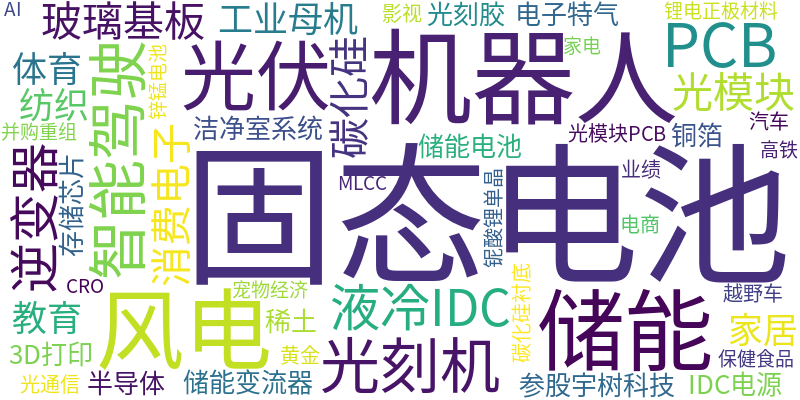 AI
玻璃基板
工业母机
影视
光刻胶
电子特气
锂电正极材料
体育
智能驾驶
锌锰电池
光伏
碳化硅
机器人
家电
PCB
纺织
光模块
并购重组
洁净室系统
储能电池
光模块PCB
铜箔
汽车
高铁
逆变器
存储芯片
消费电子
固态电池
MLCC
铌酸锂单晶
业绩
电商
CRO
风电
宠物经济
液冷IDC
碳化硅衬底
储能
越野车
教育
稀土
家居
3D打印
黄金
光刻机
保健食品
光通信
半导体
储能变流器
参股宇树科技
IDC电源